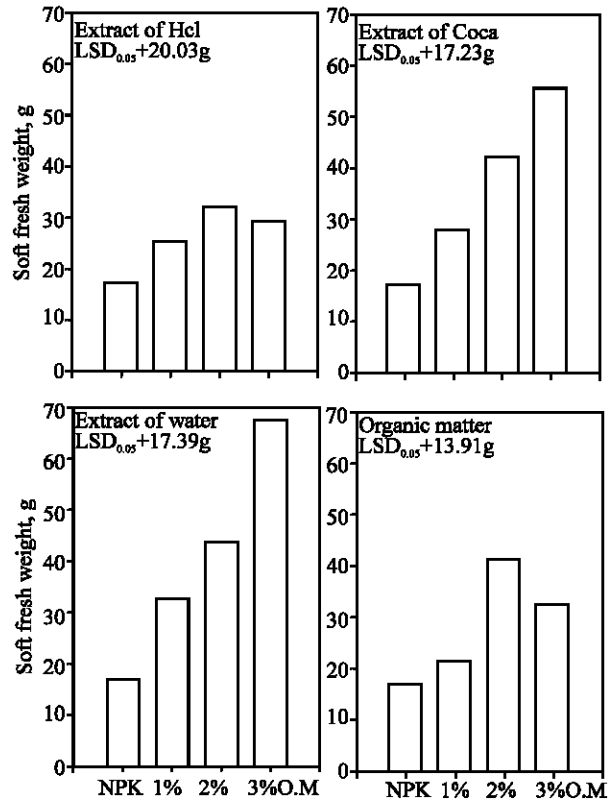 Extract of Hcl
LSD0.05+20.03g
70
60
50
40
30
20
10
0
Soft fresh weight, g
Extract of Coca
LSD0.05+17.23g
70
60
50
40
30
20
10
0
Extract of water
LSD0.05+17.39g
70
60
50
40
30
20
10
0
Soft fresh weight, g
NPK 1% 2% 3%O.M
Organic matter
LSD0.05+13.91g
70
60
50
40
30
20
10
0
NPK 1% 2% 3%O.M